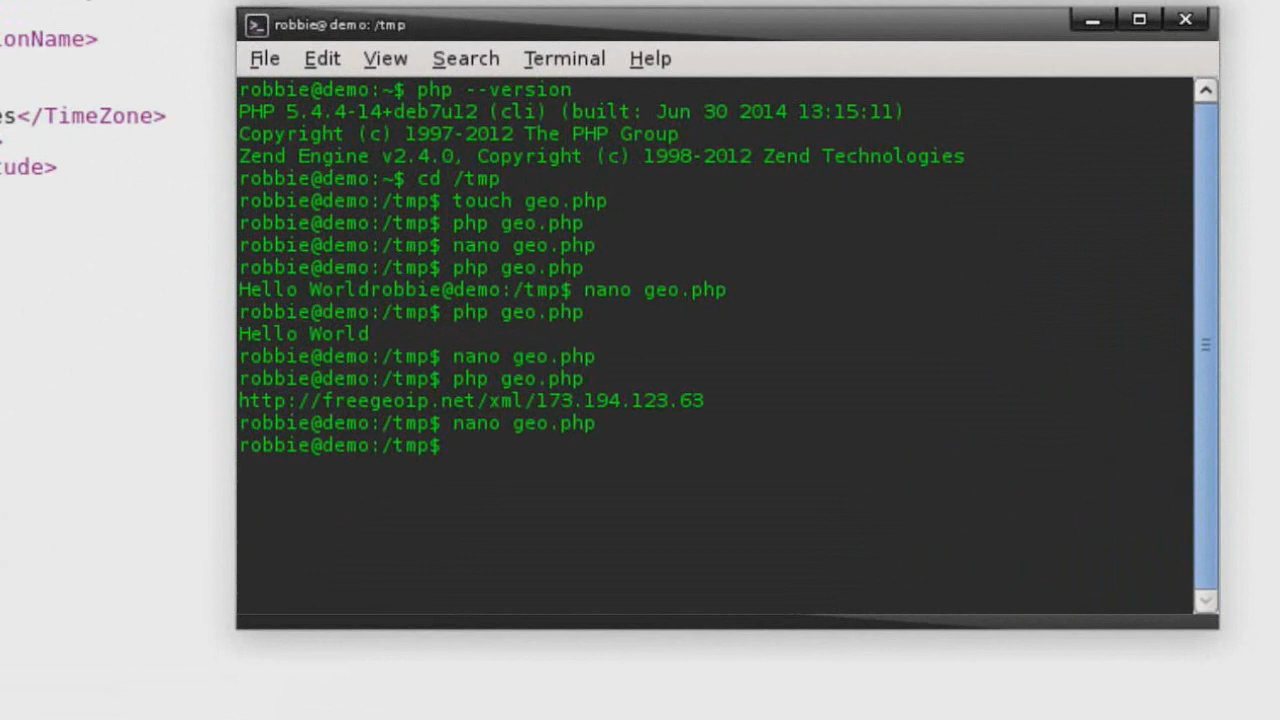 ionName>
es</TimeZone>
tude>
robbie@demo: /tmp
File Edit View Search Terminal Help
robbie@demo:~$ php --version
PHP 5.4.4-14+deb7u12 (cli) (built: Jun 30 2014 13:15:11)
Copyright (c) 1997-2012 The PHP Group
Zend Engine v2.4.0, Copyright (c) 1998-2012 Zend Technologies
robbie@demo:~$ cd /tmp
robbie@demo:/tmp$ touch geo.php
robbie@demo:/tmp$ php geo.php
robbie@demo:/tmp$ nano geo.php
robbie@demo:/tmp$ php geo.php
Hello Worldrobbie@demo:/tmp$ nano geo.php
robbie@demo:/tmp$ php geo.php
Hello World
robbie@demo:/tmp$ nano geo.php
robbie@demo:/tmp$ php geo.php
http://freegeoip.net/xml/173.194.123.63
robbie@demo:/tmp$ nano geo.php
robbie@demo:/tmp$